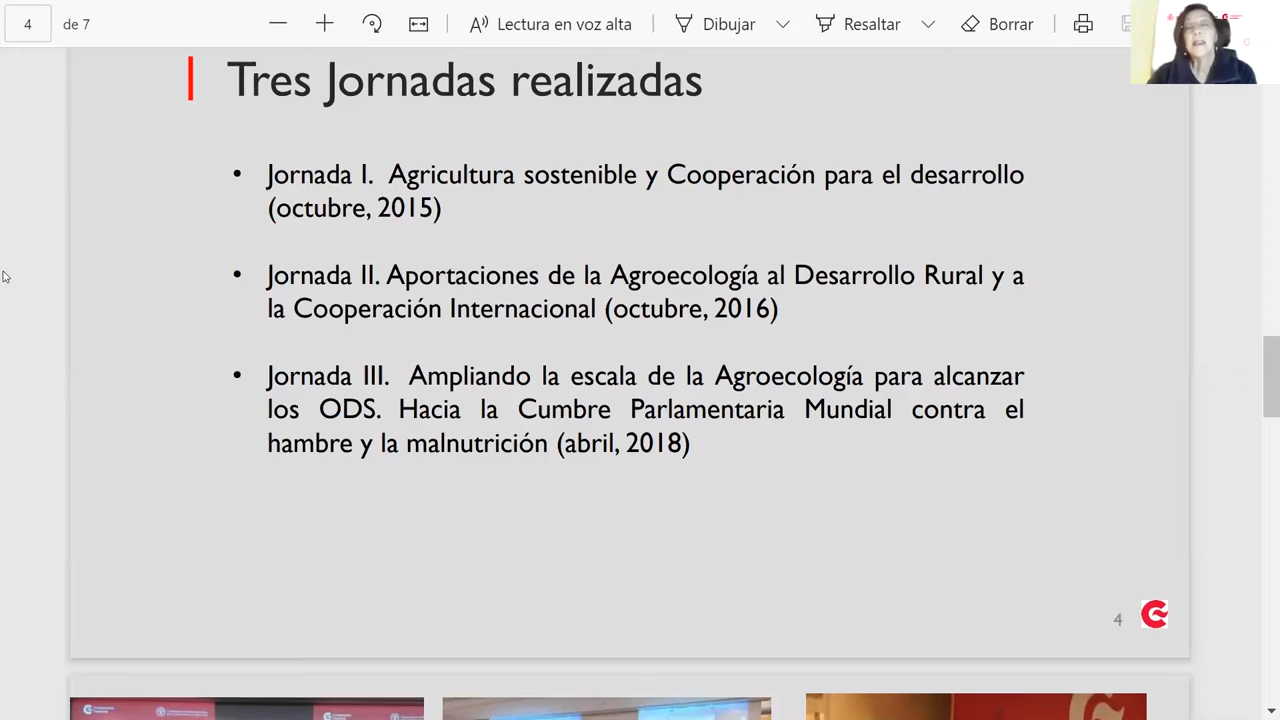 4 de 7 Lectura en voz alta Dibujar Resaltar Borrar
Tres Jornadas realizadas
• Jornada I. Agricultura sostenible y Cooperación para el desarrollo
(octubre, 2015)
• Jornada II. Aportaciones de la Agroecología al Desarrollo Rural y a
la Cooperación Internacional (octubre, 2016)
• Jornada III. Ampliando la escala de la Agroecología para alcanzar
los ODS. Hacia la Cumbre Parlamentaria Mundial contra el
hambre y la malnutrición (abril, 2018)
4